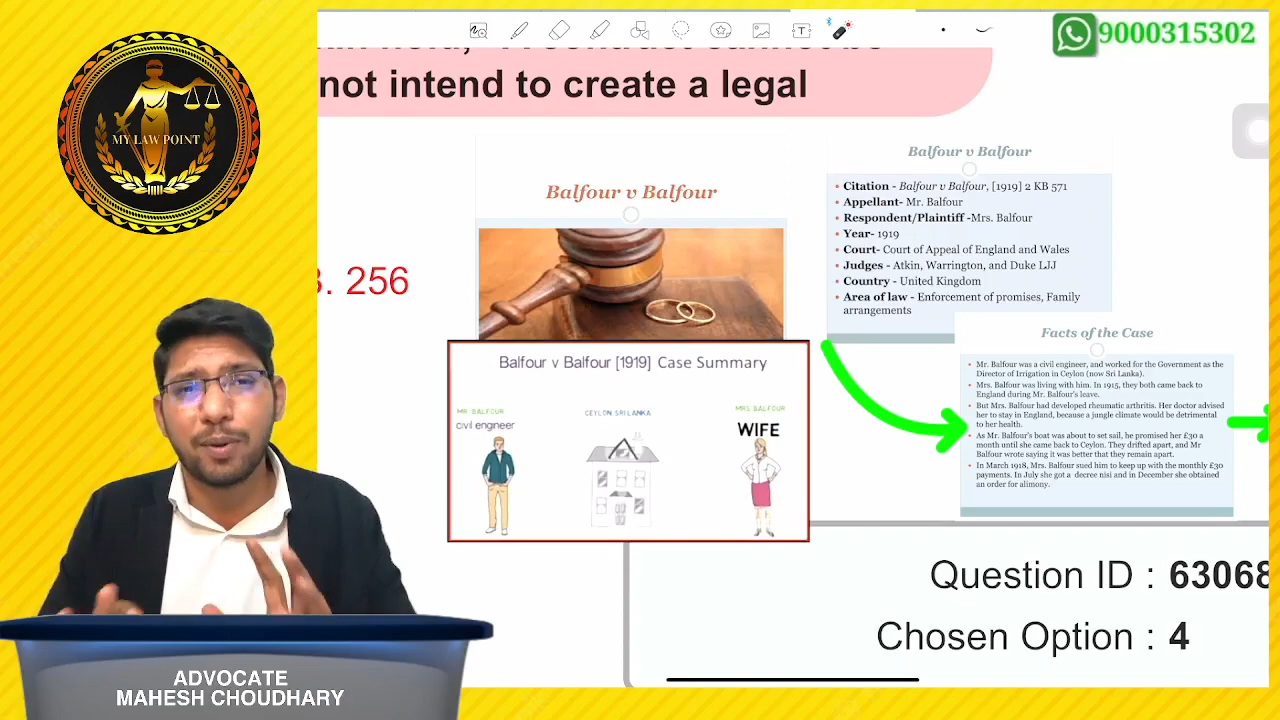 9000315302
not intend to create a legal
MY LAW POINT
Balfour v Balfour
Balfour v Balfour
• Citation - Balfour v Balfour, [1919] 2 KB 571
• Appellant- Mr. Balfour
• Respondent/Plaintiff -Mrs. Balfour
• Year- 1919
• Court- Court of Appeal of England and Wales
• Judges - Atkin, Warrington, and Duke LJJ
• Country - United Kingdom
• Area of law - Enforcement of promises, Family
arrangements
. 256
Facts of the Case
• Mr. Balfour was a civil engineer, and worked for the Government as the
Director of Irrigation in Ceylon (now Sri Lanka).
• Mrs. Balfour was living with him. In 1915, they both came back to
England during Mr. Balfour's leave.
• But Mrs. Balfour had developed rheumatic arthritis. Her doctor advised
her to stay in England, because a jungle climate would be detrimental
to her health.
• As Mr. Balfour's boat was about to set sail, he promised her £30 a
month until she came back to Ceylon. They drifted apart, and Mr
Balfour wrote saying it was better that they remain apart.
• In March 1918, Mrs. Balfour sued him to keep up with the monthly £30
payments. In July she got a decree nisi and in December she obtained
an order for alimony.
Balfour v Balfour [1919] Case Summary
MR. BALFOUR
civil engineer
CEYLON, SRI LANKA
MRS. BALFOUR
WIFE
Question ID : 63068
Chosen Option : 4
ADVOCATE
MAHESH CHOUDHARY